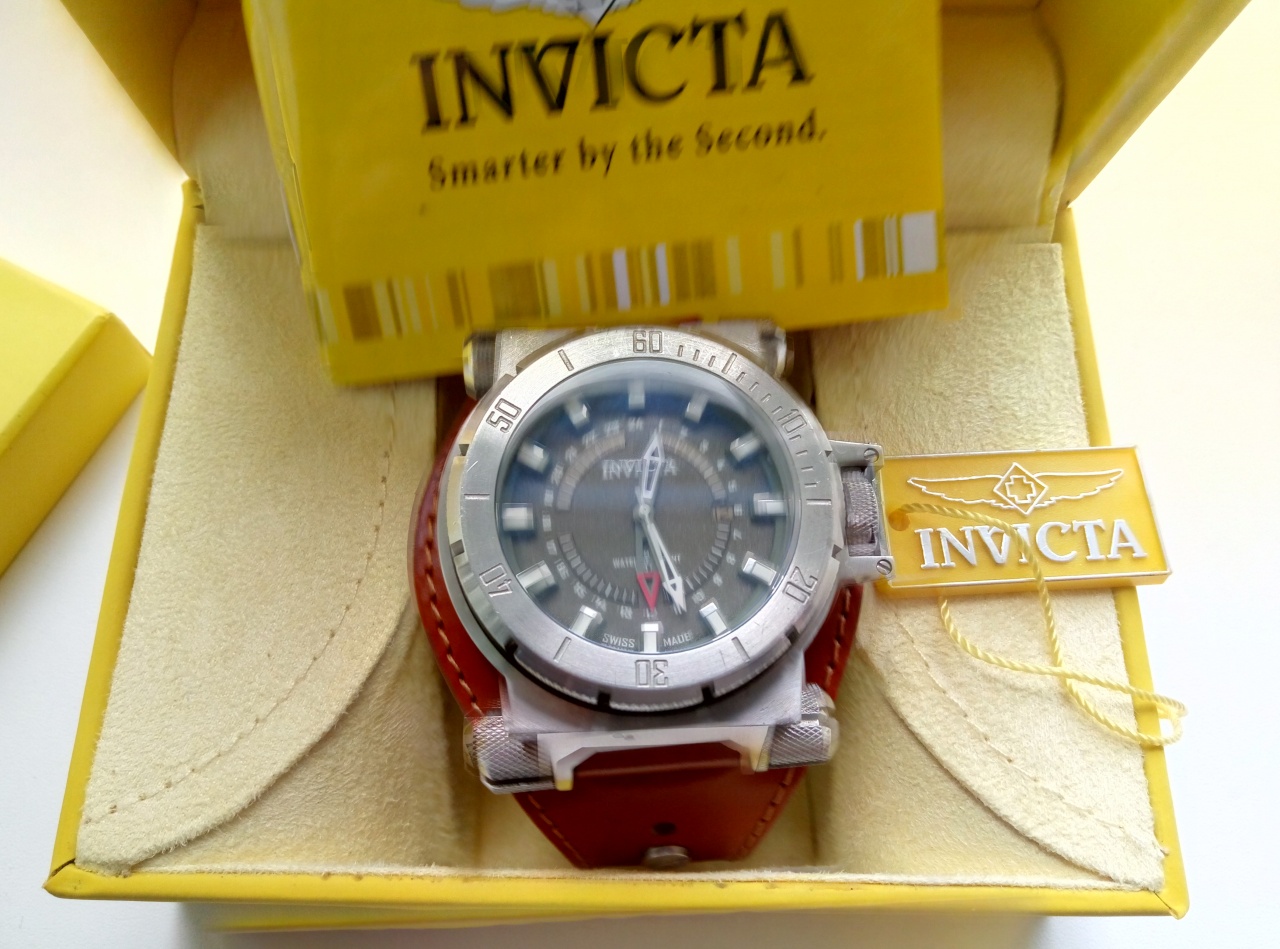 INVICTA
Smarter by the Second.
60
50
10
INVICTA
INVICTA
40
20
SWISS MADE
30